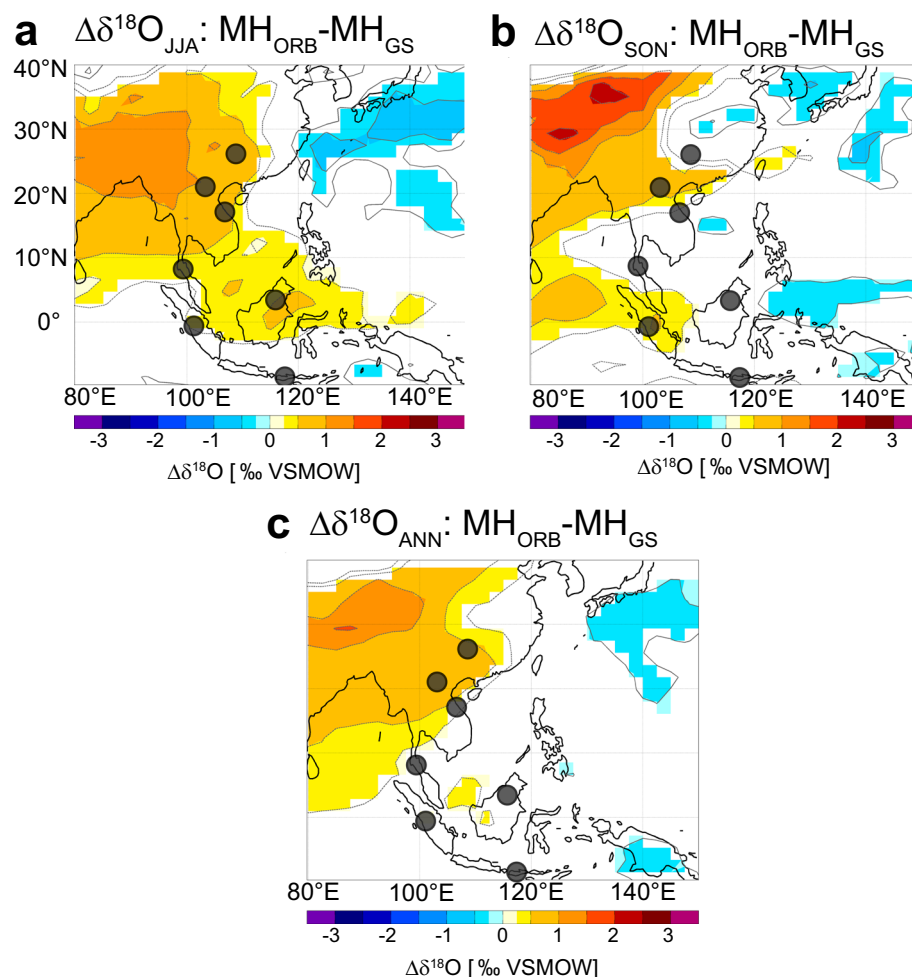 a Δδ¹⁸O_JJA: MH_ORB-MH_GS
b Δδ¹⁸O_SON: MH_ORB-MH_GS
40°N
30°N
20°N
10°N
0°
80°E 100°E 120°E 140°E
80°E 100°E 120°E 140°E
-3 -2 -1 0 1 2 3
-3 -2 -1 0 1 2 3
Δδ¹⁸O [ ‰ VSMOW]
Δδ¹⁸O [ ‰ VSMOW]
c Δδ¹⁸O_ANN: MH_ORB-MH_GS
80°E 100°E 120°E 140°E
-3 -2 -1 0 1 2 3
Δδ¹⁸O [ ‰ VSMOW]